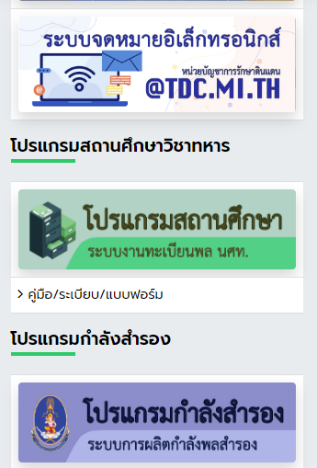 ระบบจดหมายอิเล็กทรอนิกส์
หน่วยบัญชาการรักษาดินแดน
@TDC.MI.TH
โปรแกรมสถานศึกษาวิชาทหาร
โปรแกรมสถานศึกษา
ระบบงานทะเบียนพล นศท.
คู่มือ/ระเบียบ/แบบฟอร์ม
โปรแกรมกำลังสำรอง
โปรแกรมกำลังสำรอง
ระบบการผลิตกำลังพลสำรอง